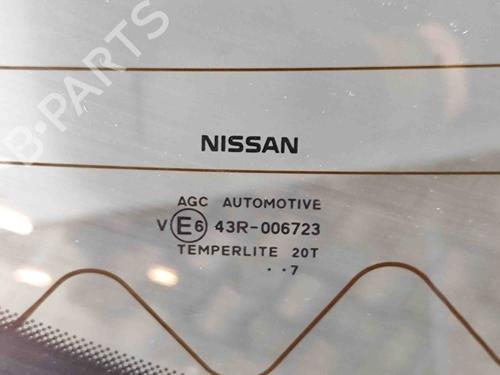 B-PARTS
NISSAN
AGC AUTOMOTIVE
V E6 43R-006723
TEMPERLITE 20T
..7